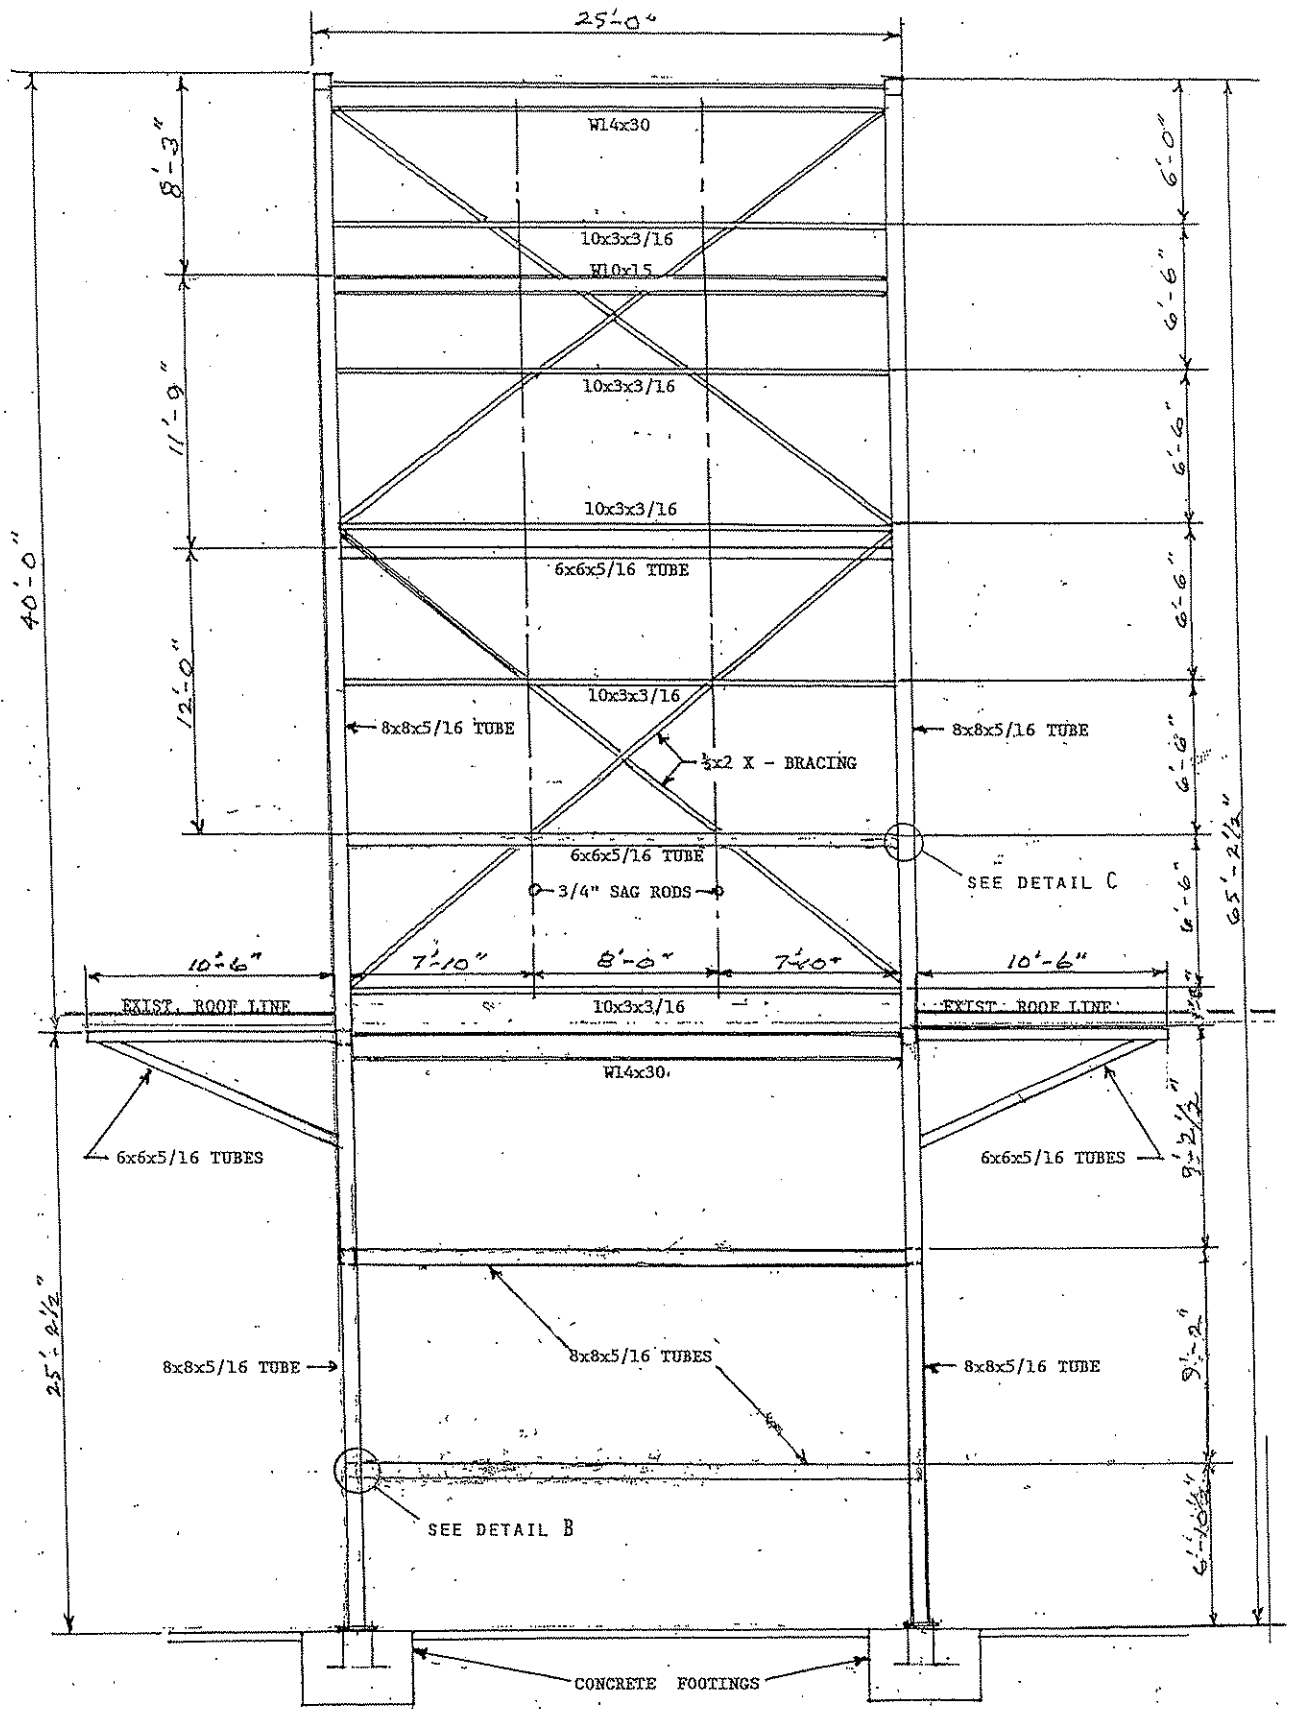 25'-0"
W14x30
8'-3"
6'-0"
10x3x3/16
W10x15
6'-6"
10x3x3/16
11'-9"
6'-6"
10x3x3/16
6x6x5/16 TUBE
40'-0"
6'-6"
12'-0"
10x3x3/16
8x8x5/16 TUBE
8x8x5/16 TUBE
6'-6"
X - BRACING
6x6x5/16 TUBE
65'-2½"
SEE DETAIL C
3/4" SAG RODS
6'-6"
10'-6"
7'-10"
8'-0"
7'-10"
10'-6"
EXIST. ROOF LINE
10x3x3/16
EXIST. ROOF LINE
W14x30
6x6x5/16 TUBES
6x6x5/16 TUBES
9'-2½"
25'-2½"
8x8x5/16 TUBE
8x8x5/16 TUBES
8x8x5/16 TUBE
9'-2"
SEE DETAIL B
CONCRETE FOOTINGS